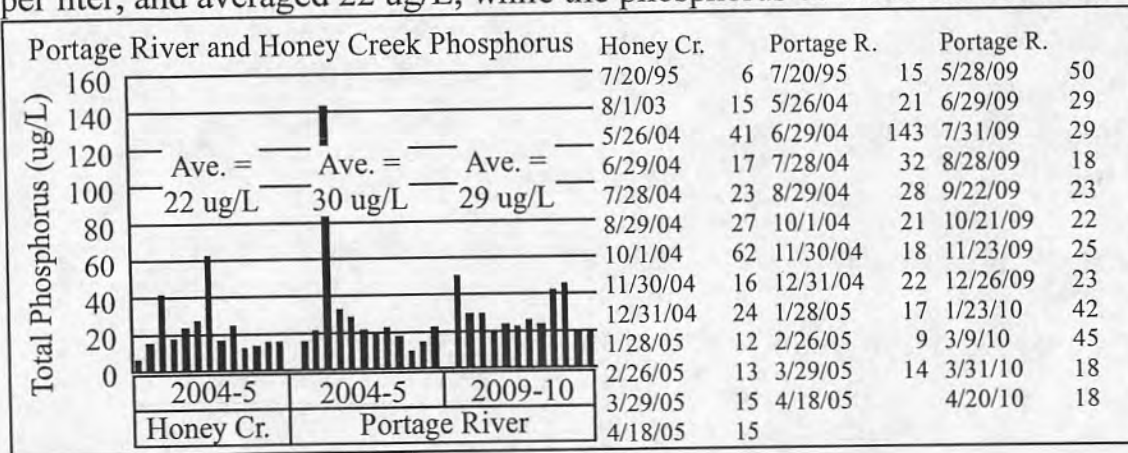 per liter, and averaged 22 ug/L, while the phosphorus
Portage River and Honey Creek Phosphorus
Total Phosphorus (ug/L)
160
140
120
100
80
60
40
20
0
Ave. =
22 ug/L
Ave. =
30 ug/L
Ave. =
29 ug/L
2004-5 2004-5 2009-10
Honey Cr. Portage River
Honey Cr. Portage R. Portage R.
7/20/95 6 7/20/95 15 5/28/09 50
8/1/03 15 5/26/04 21 6/29/09 29
5/26/04 41 6/29/04 143 7/31/09 29
6/29/04 17 7/28/04 32 8/28/09 18
7/28/04 23 8/29/04 28 9/22/09 23
8/29/04 27 10/1/04 21 10/21/09 22
10/1/04 62 11/30/04 18 11/23/09 25
11/30/04 16 12/31/04 22 12/26/09 23
12/31/04 24 1/28/05 17 1/23/10 42
1/28/05 12 2/26/05 9 3/9/10 45
2/26/05 13 3/29/05 14 3/31/10 18
3/29/05 15 4/18/05 4/20/10 18
4/18/05 15